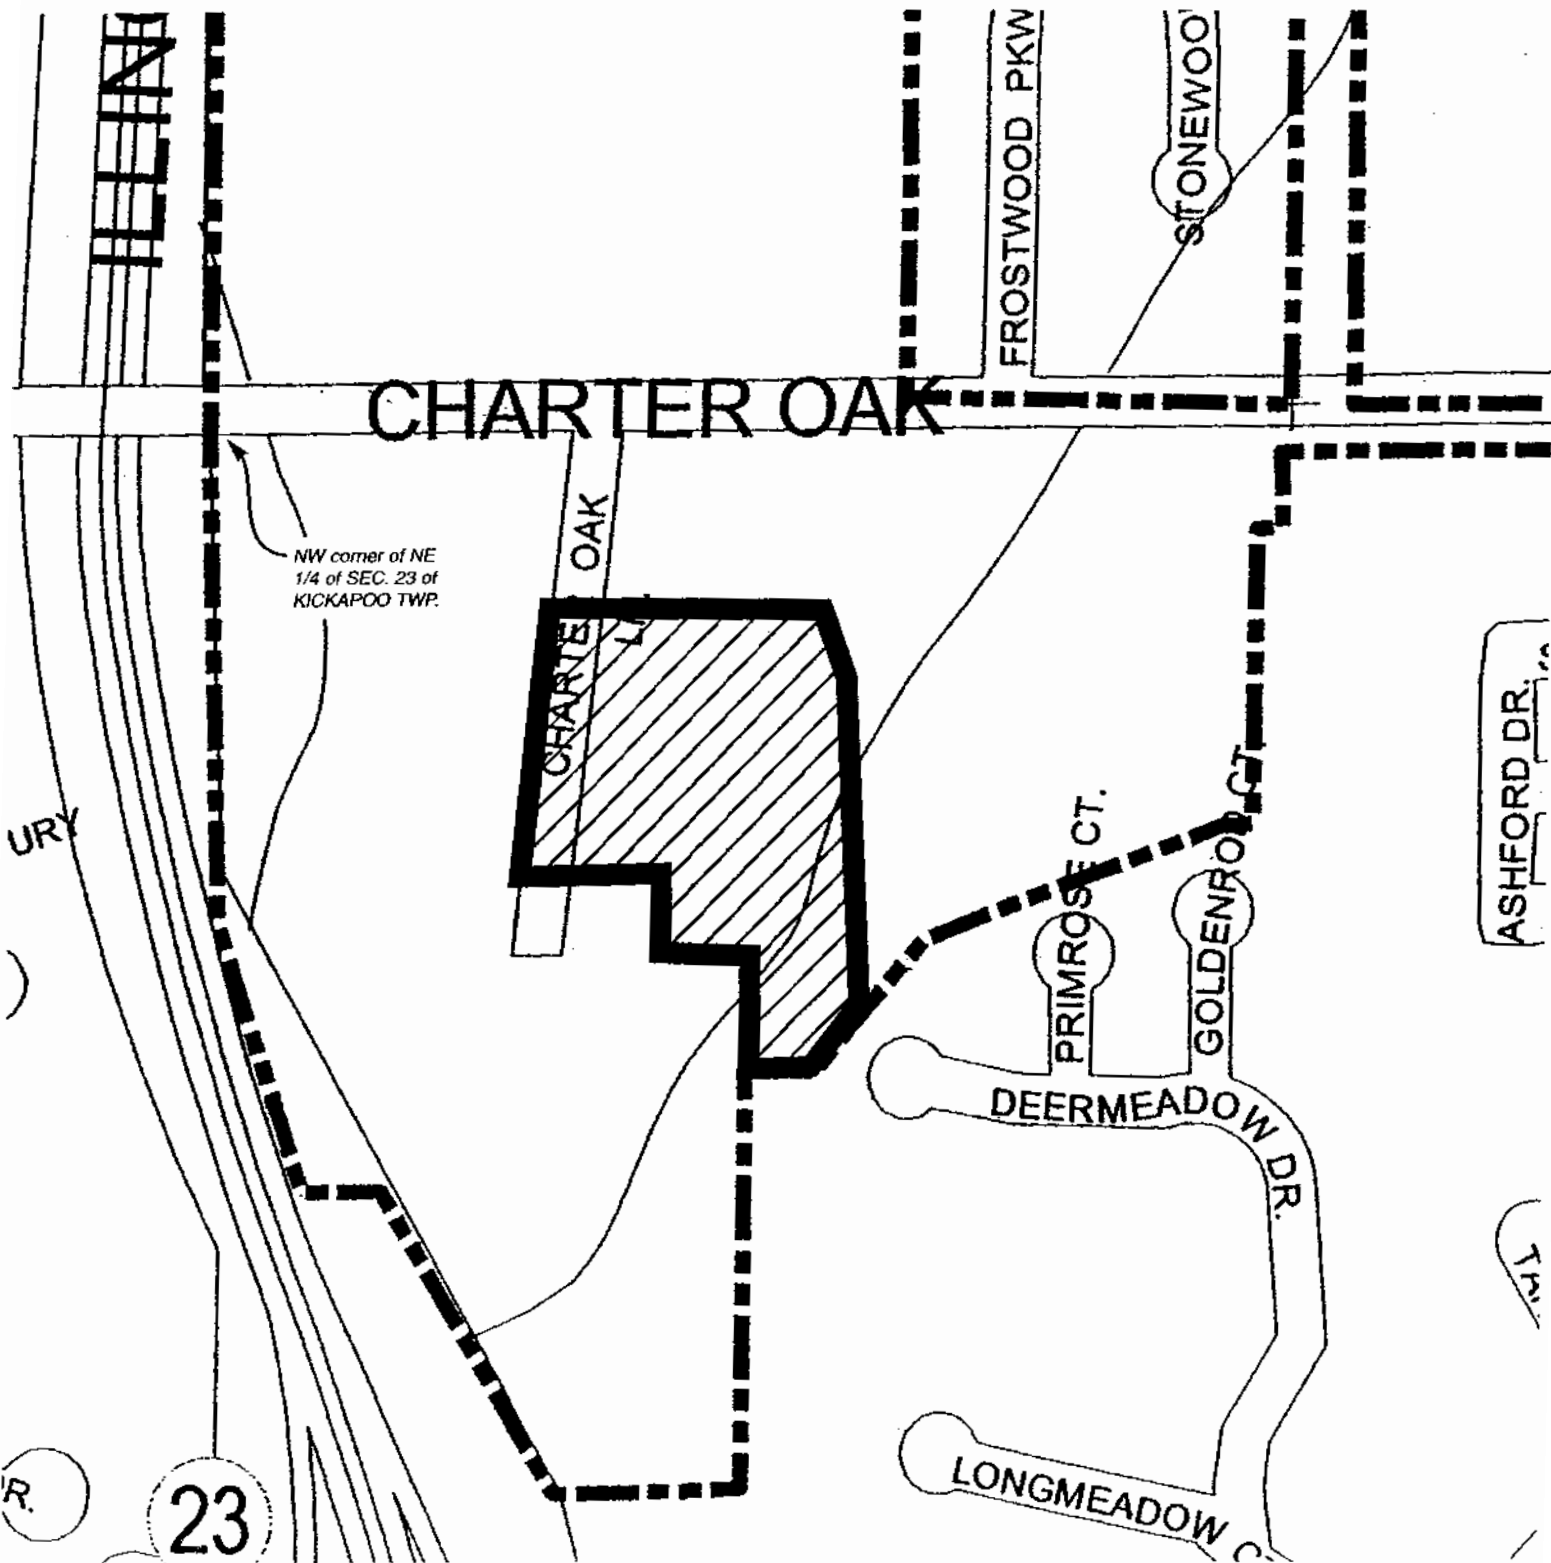 ILLINO
FROSTWOOD PKW
STONEWOO
CHARTER OAK
NW corner of NE
1/4 of SEC. 23 of
KICKAPOO TWP.
CHARTE OAK
URY
PRIMROSE CT.
GOLDENROD CT.
ASHFORD DR.
DEERMEADOW DR.
LONGMEADOW C
R.
23